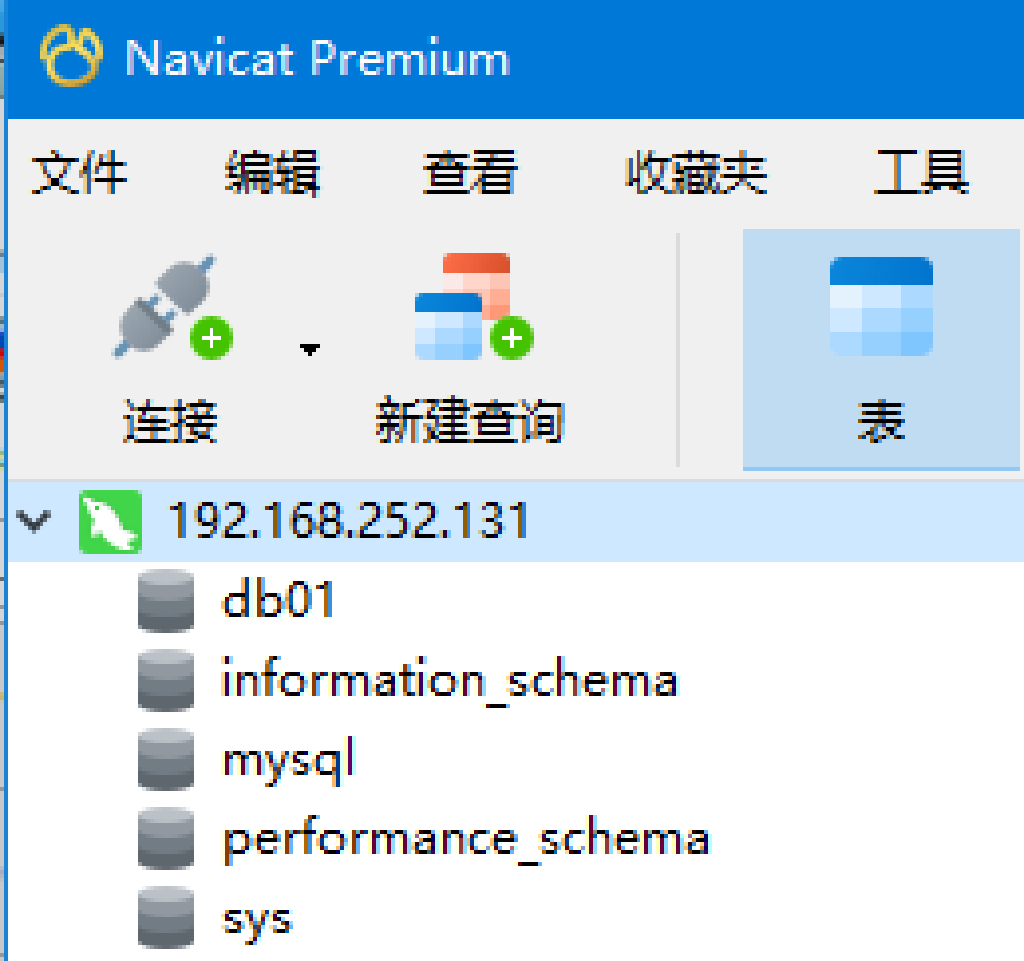 Navicat Premium
文件 编辑 查看 收藏夹 工具
连接 新建查询 表
192.168.252.131
db01
information_schema
mysql
performance_schema
sys